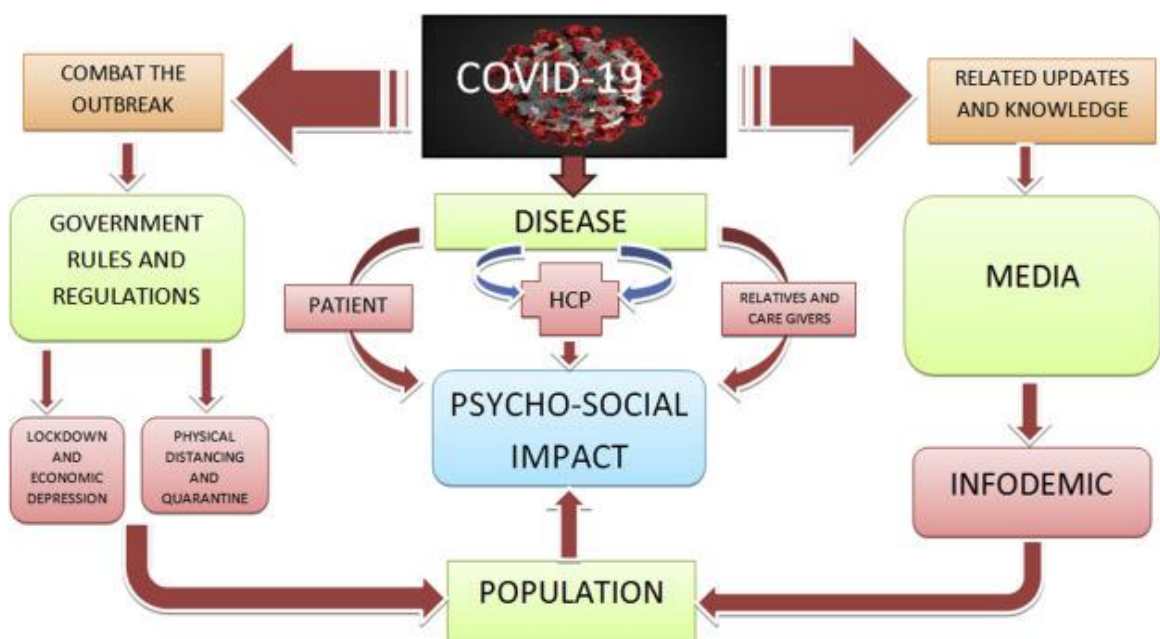 COVID-19
COMBAT THE
OUTBREAK
RELATED UPDATES
AND KNOWLEDGE
GOVERNMENT
RULES AND
REGULATIONS
DISEASE
MEDIA
PATIENT
HCP
RELATIVES AND
CARE GIVERS
PSYCHO-SOCIAL
IMPACT
LOCKDOWN
AND
ECONOMIC
DEPRESSION
PHYSICAL
DISTANCING
AND
QUARANTINE
INFODEMIC
POPULATION